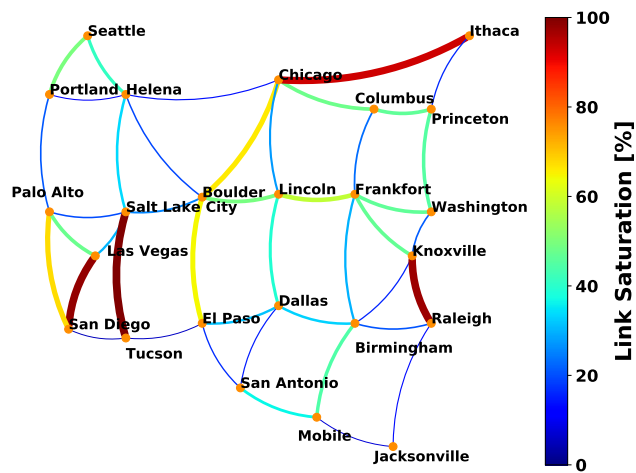 Seattle
Ithaca
100
Chicago
Portland
Helena
Columbus
Princeton
80
Palo Alto
Boulder
Lincoln
Frankfort
Salt Lake City
Washington
60
Las Vegas
Knoxville
Link Saturation [%]
40
San Diego
El Paso
Dallas
Raleigh
Tucson
Birmingham
20
San Antonio
Mobile
Jacksonville
0